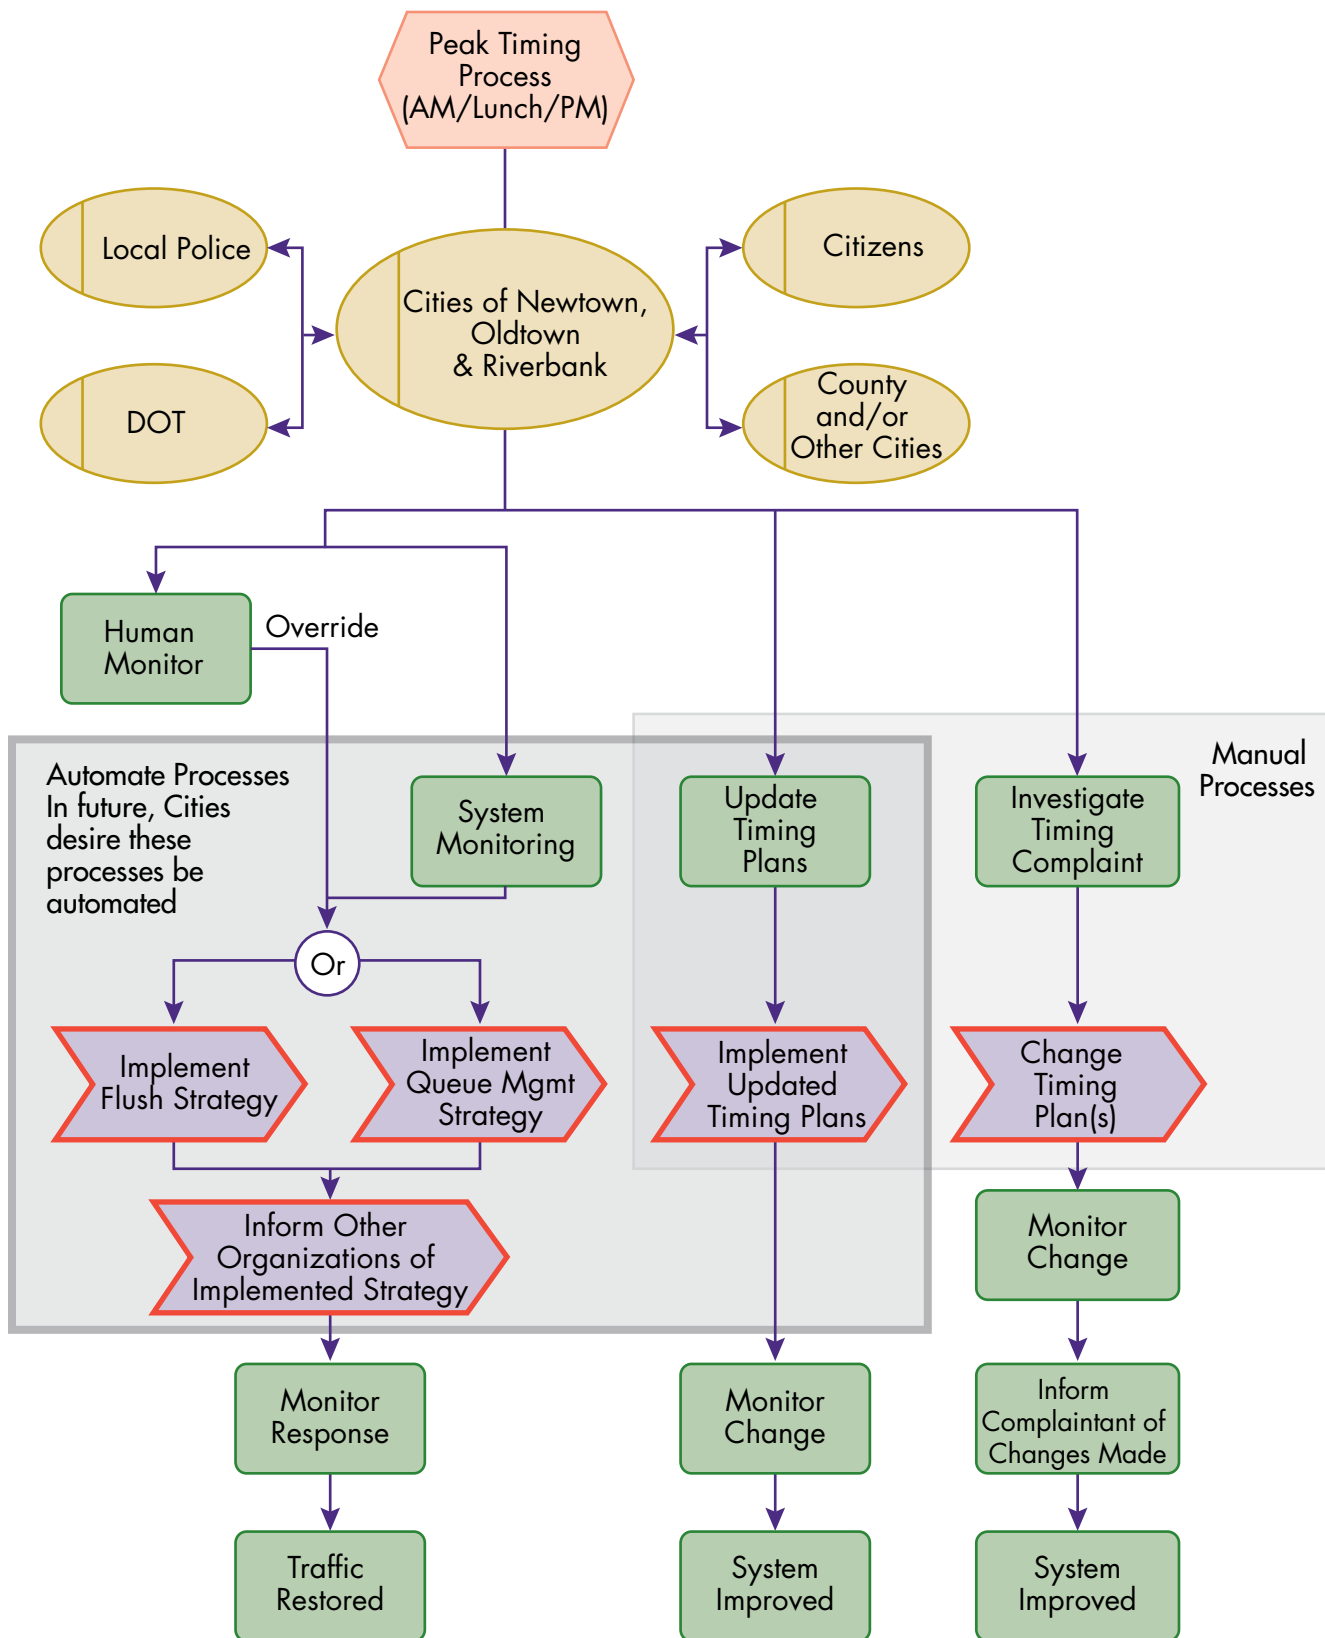 Peak Timing
Process
(AM/Lunch/PM)
Local Police
Citizens
Cities of Newtown,
Oldtown
& Riverbank
DOT
County
and/or
Other Cities
Human
Monitor
Override
Manual
Processes
Automate Processes
In future, Cities
desire these
processes be
automated
System
Monitoring
Update
Timing
Plans
Investigate
Timing
Complaint
Or
Implement
Flush Strategy
Implement
Queue Mgmt
Strategy
Implement
Updated
Timing Plans
Change
Timing
Plan(s)
Inform Other
Organizations of
Implemented Strategy
Monitor
Change
Monitor
Response
Monitor
Change
Inform
Complaintant of
Changes Made
Traffic
Restored
System
Improved
System
Improved